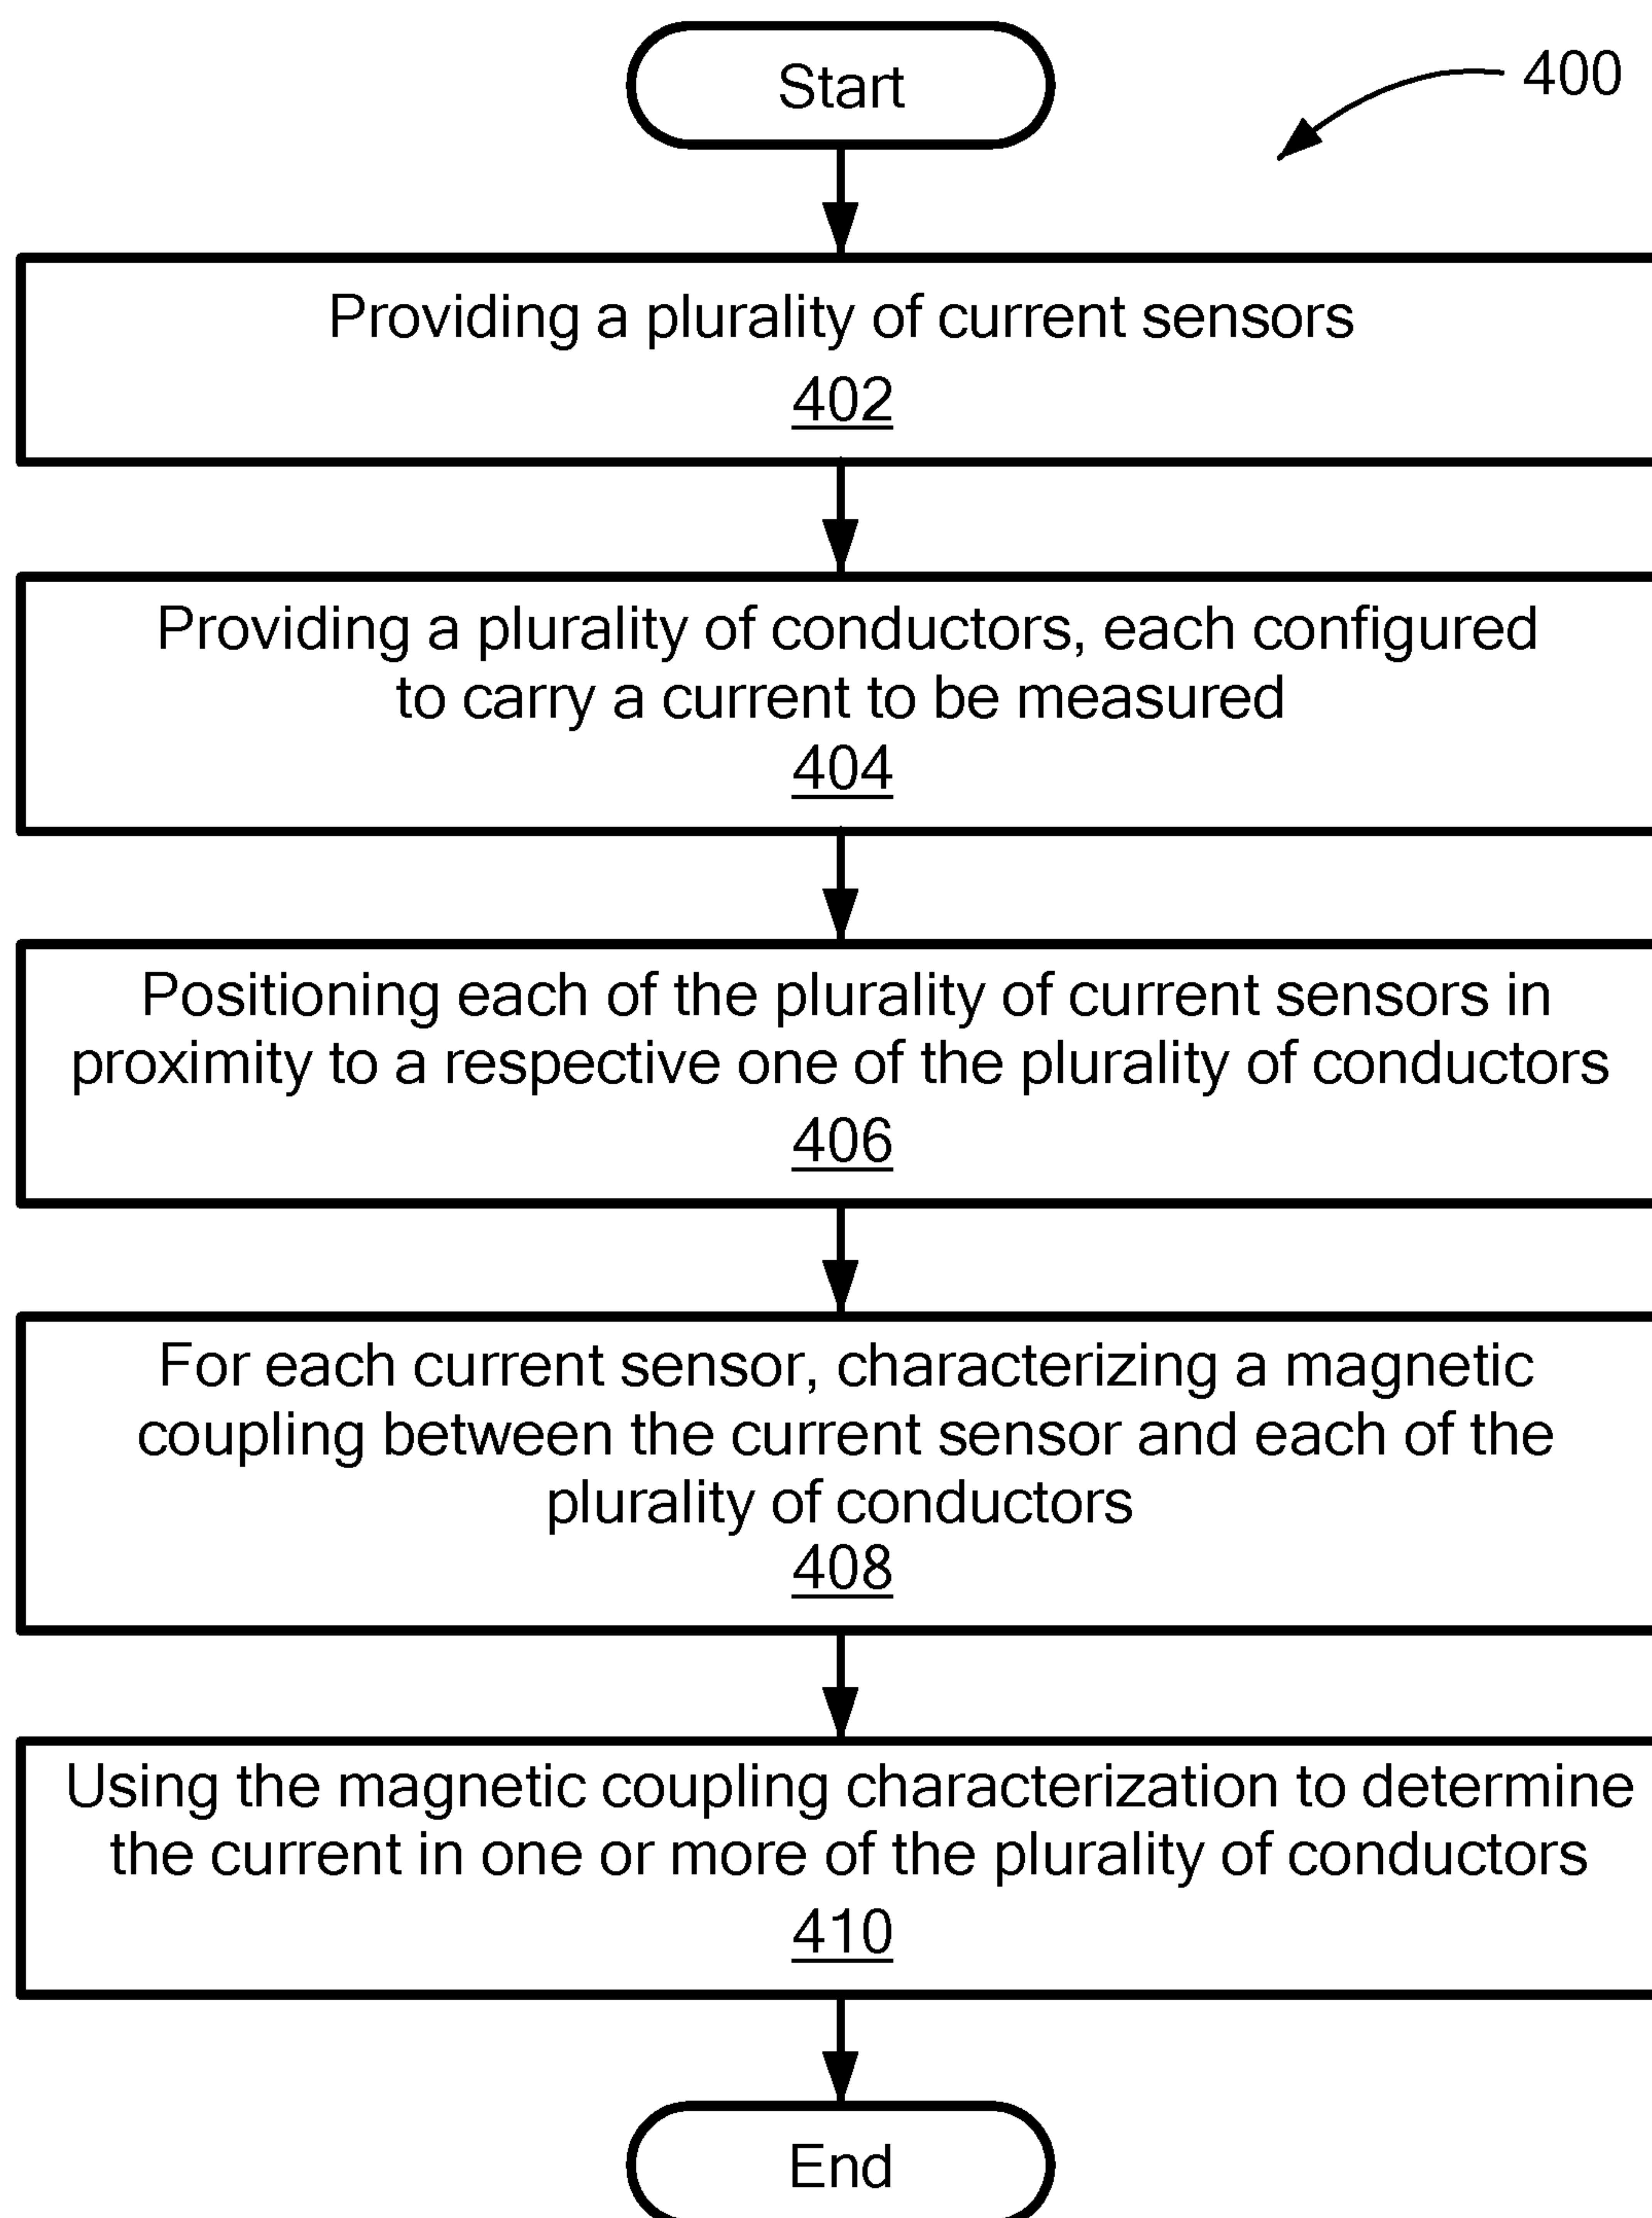 Start
400
Providing a plurality of current sensors
402
Providing a plurality of conductors, each configured
to carry a current to be measured
404
Positioning each of the plurality of current sensors in
proximity to a respective one of the plurality of conductors
406
For each current sensor, characterizing a magnetic
coupling between the current sensor and each of the
plurality of conductors
408
Using the magnetic coupling characterization to determine
the current in one or more of the plurality of conductors
410
End